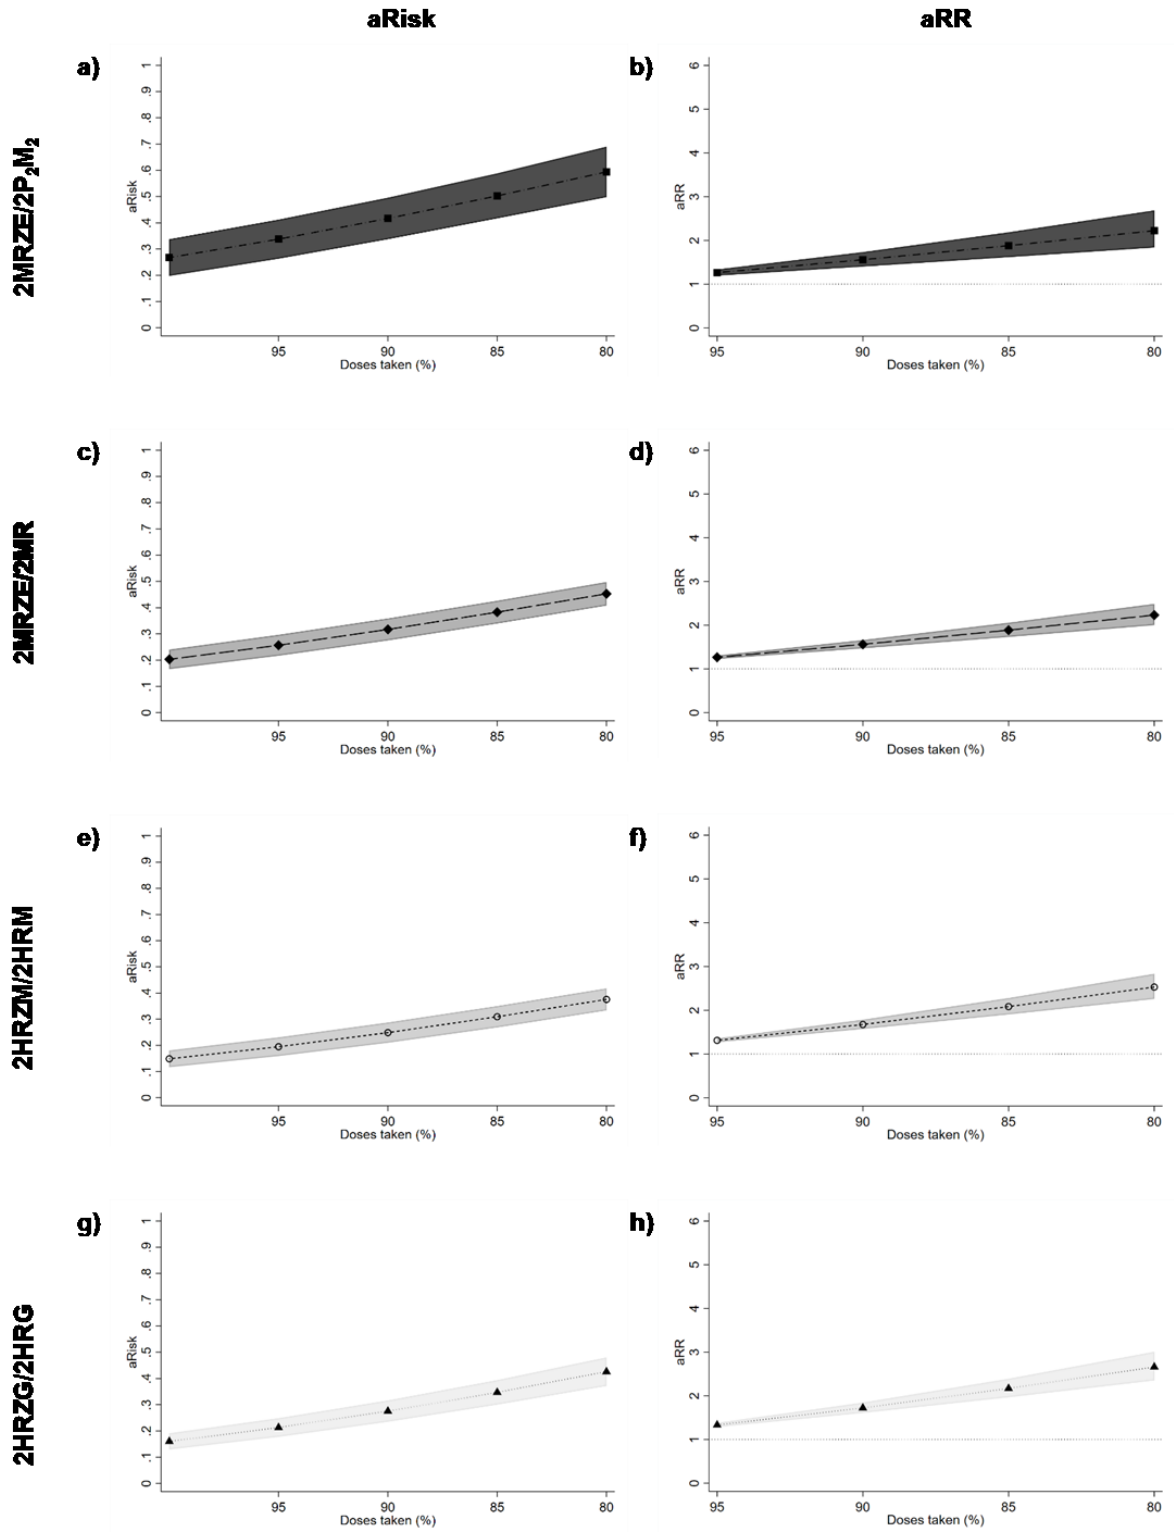 aRisk
aRR
2MRZE/2P₂M₂
a)
aRisk
0 .1 .2 .3 .4 .5 .6 .7 .8 .9 1
95 90 85 80
Doses taken (%)
b)
aRR
0 1 2 3 4 5 6
95 90 85 80
Doses taken (%)
2MRZE/2MR
c)
aRisk
0 .1 .2 .3 .4 .5 .6 .7 .8 .9 1
95 90 85 80
Doses taken (%)
d)
aRR
0 1 2 3 4 5 6
95 90 85 80
Doses taken (%)
2HRZM/2HRM
e)
aRisk
0 .1 .2 .3 .4 .5 .6 .7 .8 .9 1
95 90 85 80
Doses taken (%)
f)
aRR
0 1 2 3 4 5 6
95 90 85 80
Doses taken (%)
2HRZG/2HRG
g)
aRisk
0 .1 .2 .3 .4 .5 .6 .7 .8 .9 1
95 90 85 80
Doses taken (%)
h)
aRR
0 1 2 3 4 5 6
95 90 85 80
Doses taken (%)